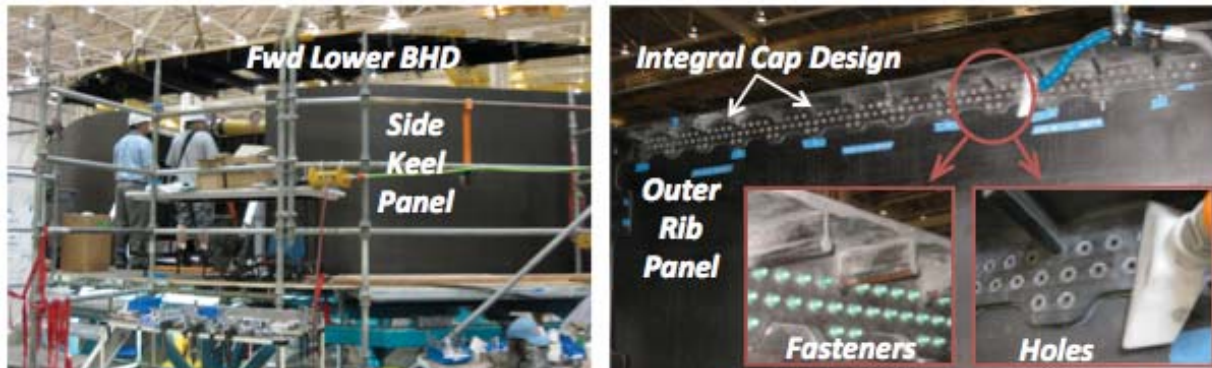 Fwd Lower BHD
Side
Keel
Panel
Integral Cap Design
Outer
Rib
Panel
Fasteners
Holes